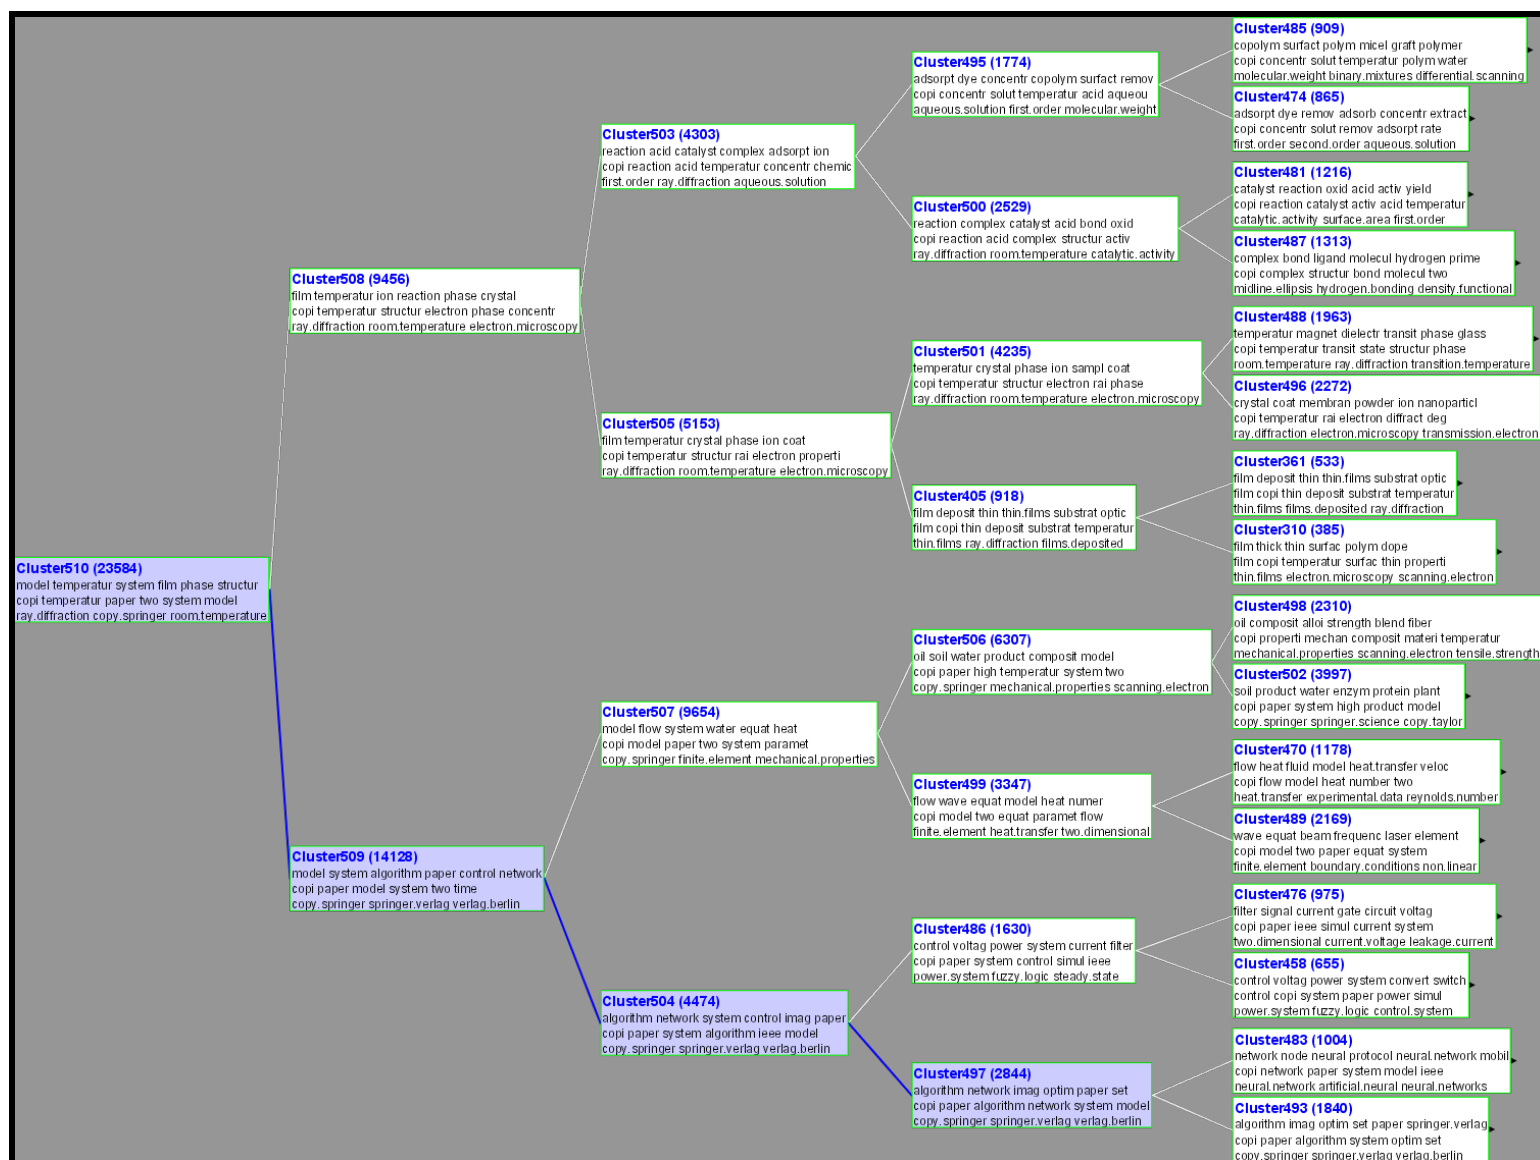 Cluster510 (23584)
model temperatur system film phase structur
copi temperatur paper two system model
ray.diffraction copy.springer room.temperature
Cluster508 (9456)
film temperatur ion reaction phase crystal
copi temperatur structur electron phase concentr
ray.diffraction room.temperature electron.microscopy
Cluster509 (14128)
model system algorithm paper control network
copi paper model system two time
copy.springer springer.verlag verlag.berlin
Cluster503 (4303)
reaction acid catalyst complex adsorpt ion
copi reaction acid temperatur concentr chemic
first.order ray.diffraction aqueous.solution
Cluster505 (5153)
film temperatur crystal phase ion coat
copi temperatur structur rai electron properti
ray.diffraction room.temperature electron.microscopy
Cluster507 (9654)
model flow system water equat heat
copi model paper two system paramet
copy.springer finite.element mechanical.properties
Cluster504 (4474)
algorithm network system control imag paper
copi paper system algorithm ieee model
copy.springer springer.verlag verlag.berlin
Cluster495 (1774)
adsorpt dye concentr copolym surfact remov
copi concentr solut temperatur acid aqueou
aqueous.solution first.order molecular.weight
Cluster500 (2529)
reaction complex catalyst acid bond oxid
copi reaction acid complex structur activ
ray.diffraction room.temperature catalytic.activity
Cluster501 (4235)
temperatur crystal phase ion sampl coat
copi temperatur structur electron rai phase
ray.diffraction room.temperature electron.microscopy
Cluster405 (918)
film deposit thin thin.films substrat optic
film copi thin deposit substrat temperatur
thin.films ray.diffraction films.deposited
Cluster506 (6307)
oil soil water product composit model
copi paper high temperatur system two
copy.springer mechanical.properties scanning.electron
Cluster499 (3347)
flow wave equat model heat numer
copi model two equat paramet flow
finite.element heat.transfer two.dimensional
Cluster486 (1630)
control voltag power system current filter
copi paper system control simul ieee
power.system fuzzy.logic steady.state
Cluster497 (2844)
algorithm network imag optim paper set
copi paper algorithm network system model
copy.springer springer.verlag verlag.berlin
Cluster485 (909)
copolym surfact polym micel graft polymer
copi concentr solut temperatur polym water
molecular.weight binary.mixtures differential.scanning
Cluster474 (865)
adsorpt dye remov adsorb concentr extract
copi concentr solut remov adsorpt rate
first.order second.order aqueous.solution
Cluster481 (1216)
catalyst reaction oxid acid activ yield
copi reaction catalyst activ acid temperatur
catalytic.activity surface.area first.order
Cluster487 (1313)
complex bond ligand molecul hydrogen prime
copi complex structur bond molecul two
midline.ellipsis hydrogen.bonding density.functional
Cluster488 (1963)
temperatur magnet dielectr transit phase glass
copi temperatur transit state structur phase
room.temperature ray.diffraction transition.temperature
Cluster496 (2272)
crystal coat membran powder ion nanoparticl
copi temperatur rai electron diffract deg
ray.diffraction electron.microscopy transmission.electron
Cluster361 (533)
film deposit thin thin.films substrat optic
film copi thin deposit substrat temperatur
thin.films films.deposited ray.diffraction
Cluster310 (385)
film thick thin surfac polym dope
film copi temperatur surfac thin properti
thin.films electron.microscopy scanning.electron
Cluster498 (2310)
oil composit alloi strength blend fiber
copi properti mechan composit materi temperatur
mechanical.properties scanning.electron tensile.strength
Cluster502 (3997)
soil product water enzym protein plant
copi paper system high product model
copy.springer springer.science copy.taylor
Cluster470 (1178)
flow heat fluid model heat.transfer veloc
copi flow model heat number two
heat.transfer experimental.data reynolds.number
Cluster489 (2169)
wave equat beam frequenc laser element
copi model two paper equat system
finite.element boundary.conditions non.linear
Cluster476 (975)
filter signal current gate circuit voltag
copi paper ieee simul current system
two.dimensional current.voltage leakage.current
Cluster458 (655)
control voltag power system convert switch
control copi system paper power simul
power.system fuzzy.logic control.system
Cluster483 (1004)
network node neural protocol neural.network mobil
copi network paper system model ieee
neural.network artificial.neural neural.networks
Cluster493 (1840)
algorithm imag optim set paper springer.verlag
copi paper algorithm system optim set
copy.springer springer.verlag verlag.berlin